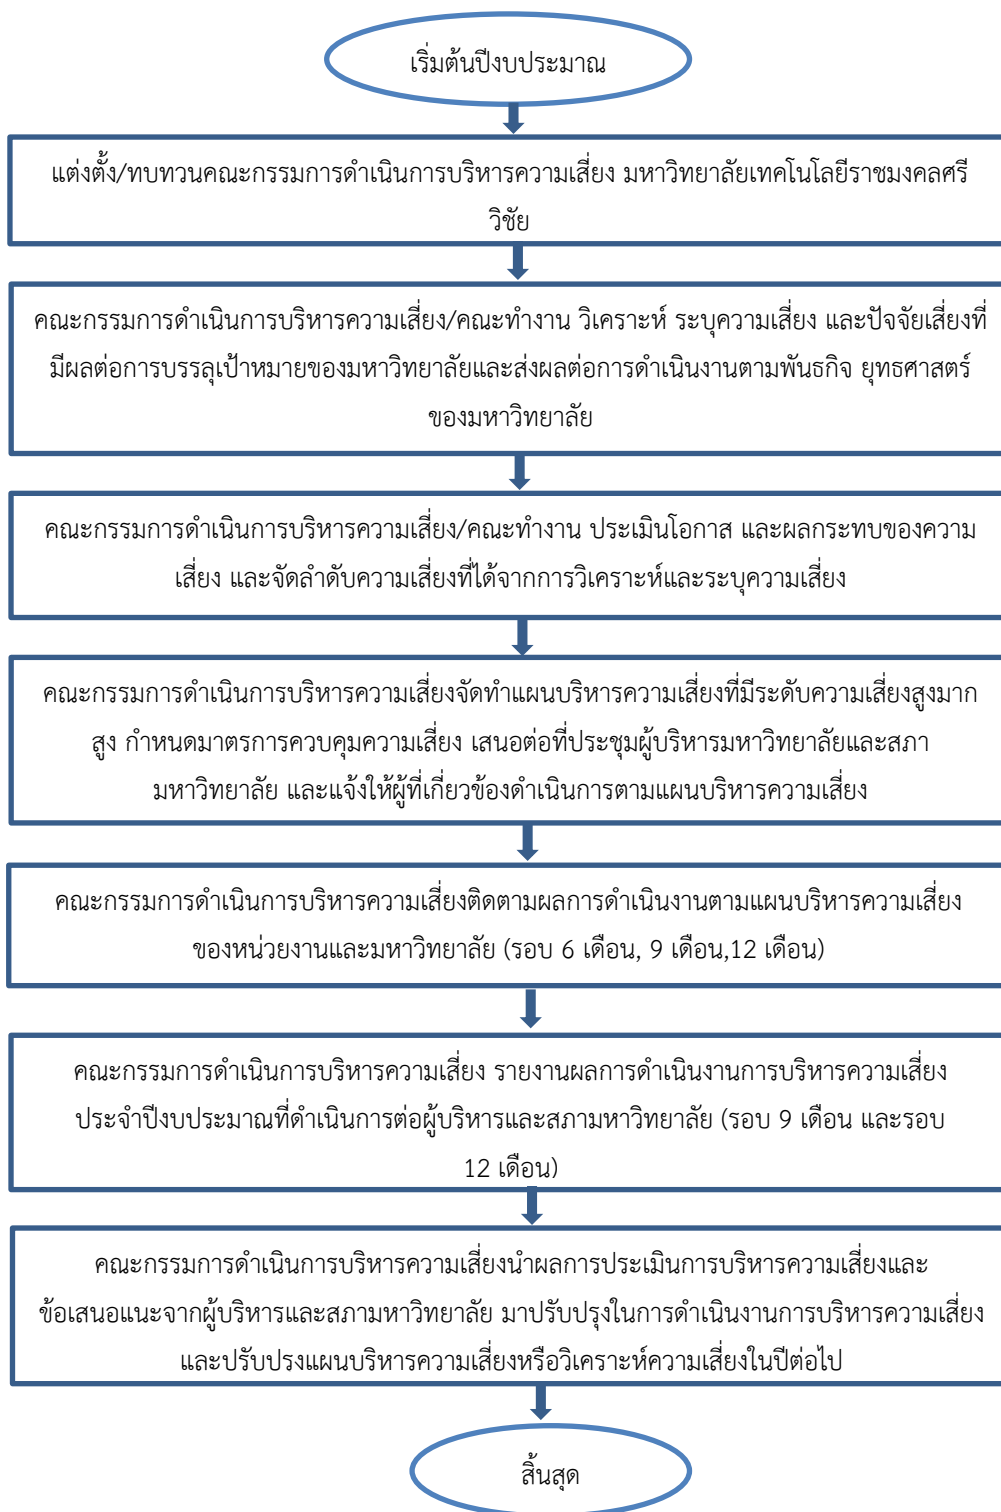 เริ่มต้นปีงบประมาณ
แต่งตั้ง/ทบทวนคณะกรรมการดำเนินการบริหารความเสี่ยง มหาวิทยาลัยเทคโนโลยีราชมงคลศรี
วิชัย
คณะกรรมการดำเนินการบริหารความเสี่ยง/คณะทำงาน วิเคราะห์ ระบุความเสี่ยง และปัจจัยเสี่ยงที่
มีผลต่อการบรรลุเป้าหมายของมหาวิทยาลัยและส่งผลต่อการดำเนินงานตามพันธกิจ ยุทธศาสตร์
ของมหาวิทยาลัย
คณะกรรมการดำเนินการบริหารความเสี่ยง/คณะทำงาน ประเมินโอกาส และผลกระทบของความ
เสี่ยง และจัดลำดับความเสี่ยงที่ได้จากการวิเคราะห์และระบุความเสี่ยง
คณะกรรมการดำเนินการบริหารความเสี่ยงจัดทำแผนบริหารความเสี่ยงที่มีระดับความเสี่ยงสูงมาก
สูง กำหนดมาตรการควบคุมความเสี่ยง เสนอต่อที่ประชุมผู้บริหารมหาวิทยาลัยและสภา
มหาวิทยาลัย และแจ้งให้ผู้ที่เกี่ยวข้องดำเนินการตามแผนบริหารความเสี่ยง
คณะกรรมการดำเนินการบริหารความเสี่ยงติดตามผลการดำเนินงานตามแผนบริหารความเสี่ยง
ของหน่วยงานและมหาวิทยาลัย (รอบ 6 เดือน, 9 เดือน,12 เดือน)
คณะกรรมการดำเนินการบริหารความเสี่ยง รายงานผลการดำเนินงานการบริหารความเสี่ยง
ประจำปีงบประมาณที่ดำเนินการต่อผู้บริหารและสภามหาวิทยาลัย (รอบ 9 เดือน และรอบ
12 เดือน)
คณะกรรมการดำเนินการบริหารความเสี่ยงนำผลการประเมินการบริหารความเสี่ยงและ
ข้อเสนอแนะจากผู้บริหารและสภามหาวิทยาลัย มาปรับปรุงในการดำเนินงานการบริหารความเสี่ยง
และปรับปรงแผนบริหารความเสี่ยงหรือวิเคราะห์ความเสี่ยงในปีต่อไป
สิ้นสุด